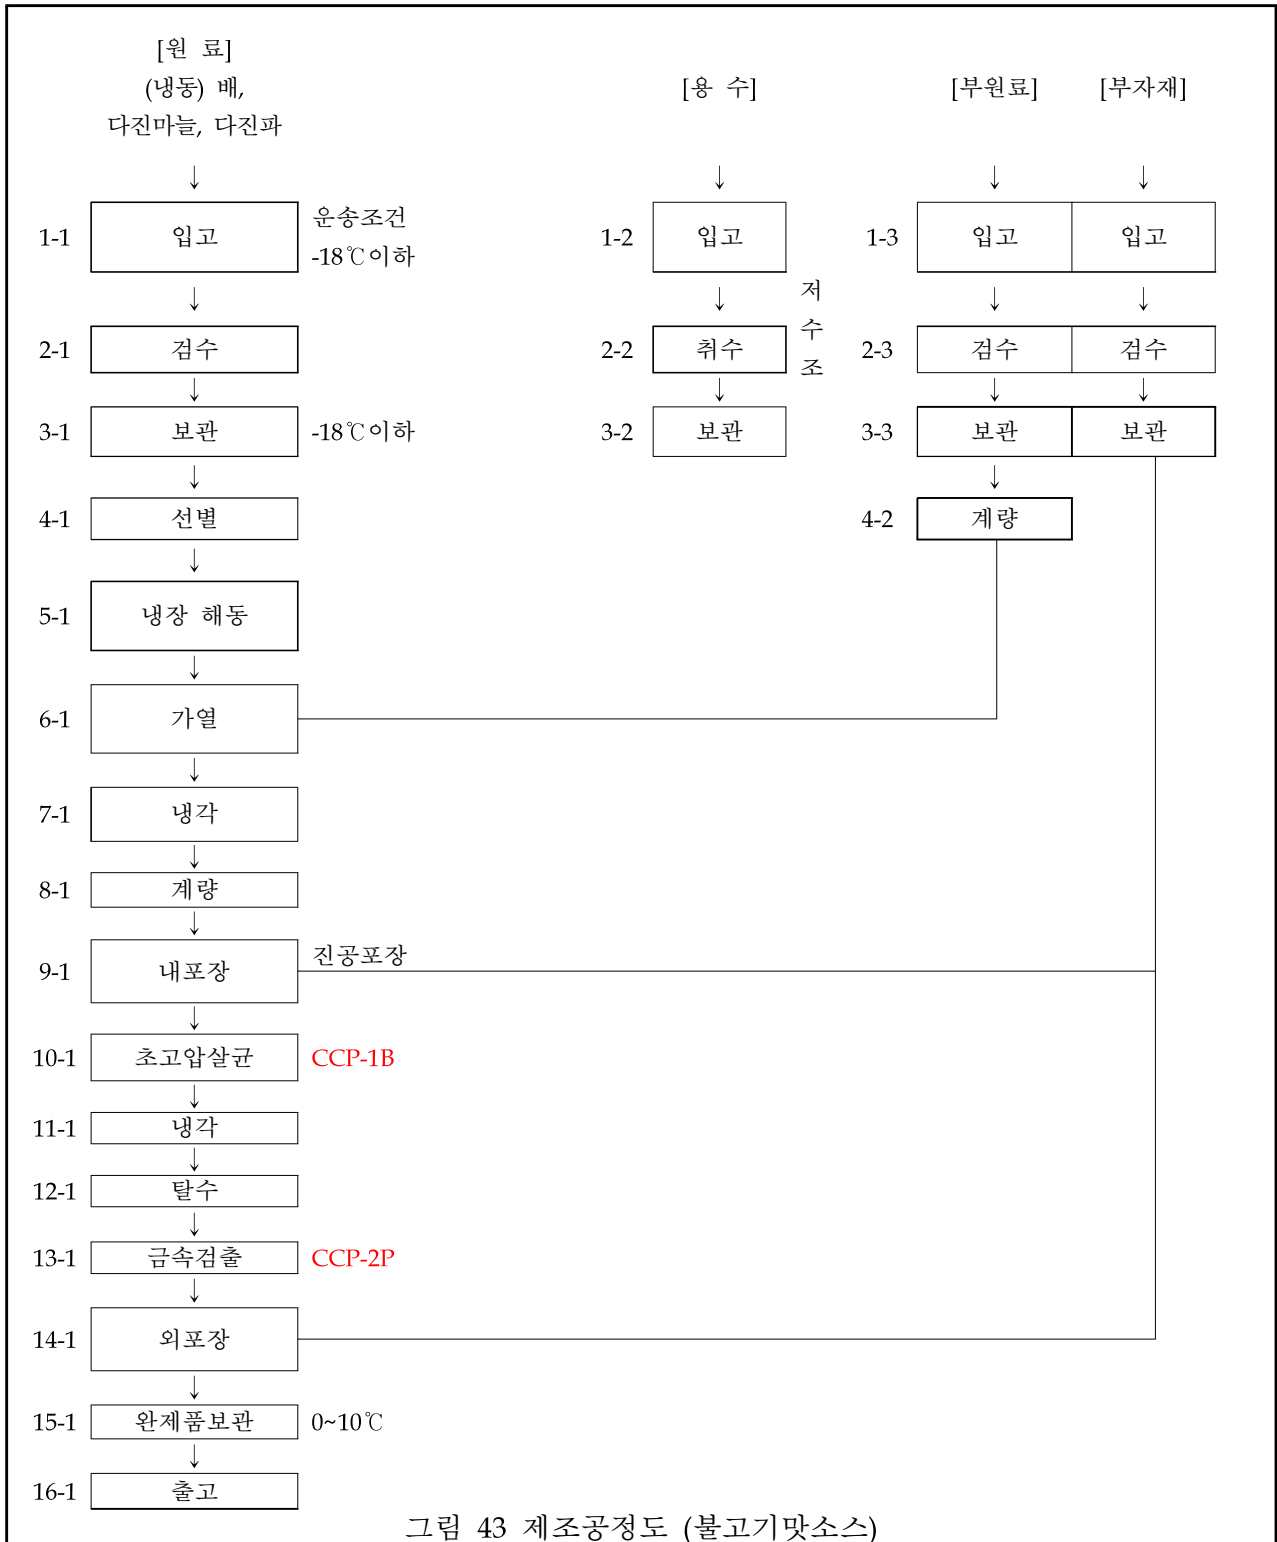 [원 료]
(냉동) 배,
다진마늘, 다진파
[용 수]
[부원료]
[부자재]
↓ ↓ ↓ ↓
1-1 입고 운송조건
-18℃이하
1-2 입고
1-3 입고 입고
↓ ↓ ↓ ↓
저
수
조
2-1 검수
2-2 취수
2-3 검수 검수
↓ ↓ ↓ ↓
3-1 보관 -18℃이하
3-2 보관
3-3 보관 보관
↓ ↓
4-1 선별
4-2 계량
↓
5-1 냉장 해동
↓
6-1 가열
↓
7-1 냉각
↓
8-1 계량
↓
9-1 내포장 진공포장
↓
10-1 초고압살균 CCP-1B
↓
11-1 냉각
↓
12-1 탈수
↓
13-1 금속검출 CCP-2P
↓
14-1 외포장
↓
15-1 완제품보관 0~10℃
↓
16-1 출고
그림 43 제조공정도 (불고기맛소스)